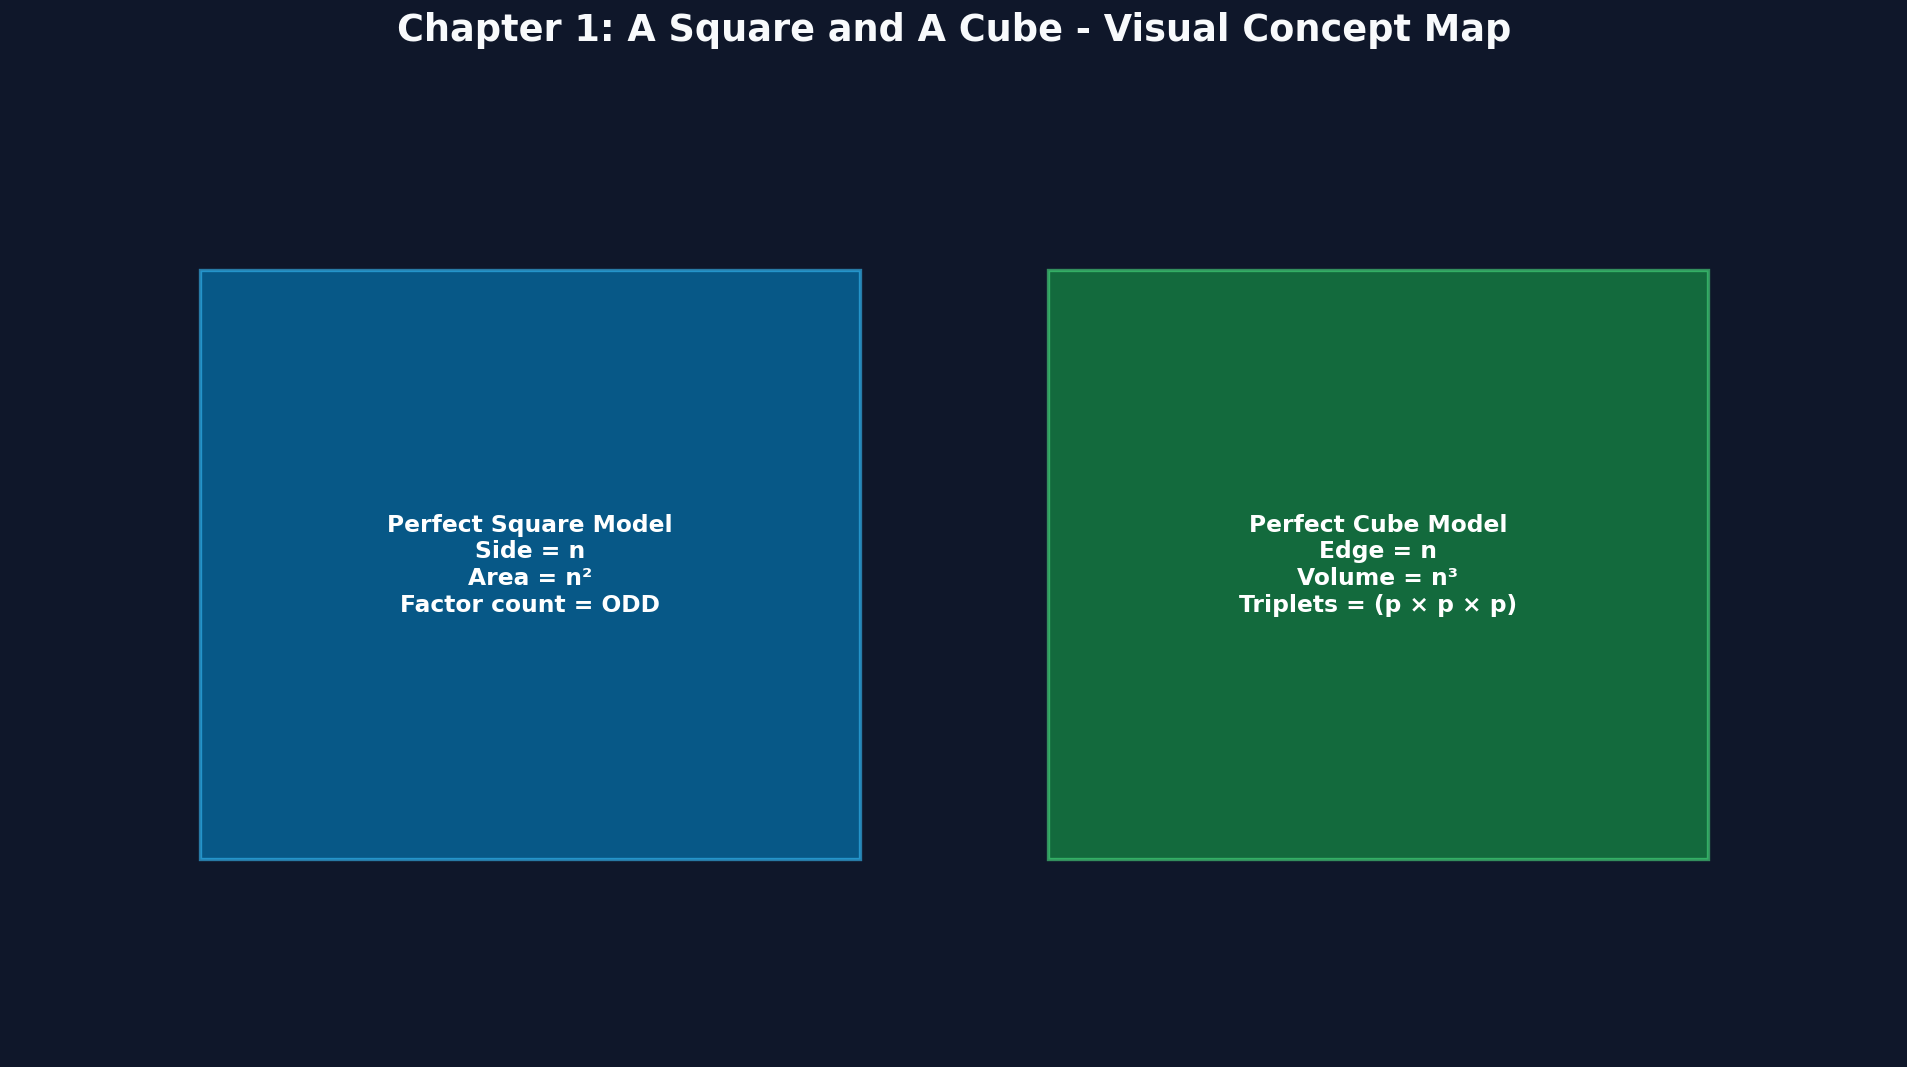 Chapter 1: A Square and A Cube - Visual Concept Map
Perfect Square Model
Side = n
Area = n²
Factor count = ODD
Perfect Cube Model
Edge = n
Volume = n³
Triplets = (p × p × p)